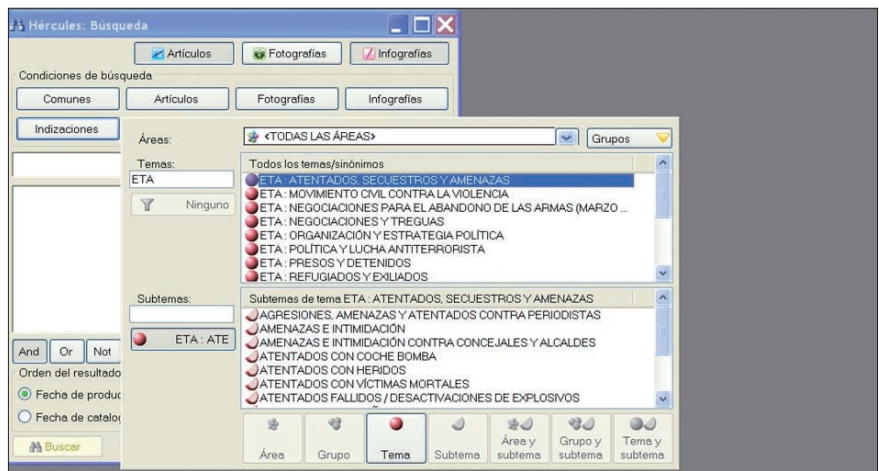 Hércules: Búsqueda
Artículos Fotografías Infografías
Condiciones de búsqueda
Comunes Artículos Fotografías Infografías
Indizaciones
Áreas: <TODAS LAS ÁREAS> Grupos
Temas:
ETA
Ninguno
Todos los temas/sinónimos
ETA : ATENTADOS, SECUESTROS Y AMENAZAS
ETA : MOVIMIENTO CIVIL CONTRA LA VIOLENCIA
ETA : NEGOCIACIONES PARA EL ABANDONO DE LAS ARMAS (MARZO ...
ETA : NEGOCIACIONES Y TREGUAS
ETA : ORGANIZACIÓN Y ESTRATEGIA POLÍTICA
ETA : POLÍTICA Y LUCHA ANTITERRORISTA
ETA : PRESOS Y DETENIDOS
ETA : REFUGIADOS Y EXILIADOS
Subtemas:
ETA : ATE
Subtemas de tema ETA : ATENTADOS, SECUESTROS Y AMENAZAS
AGRESIONES, AMENAZAS Y ATENTADOS CONTRA PERIODISTAS
AMENAZAS E INTIMIDACIÓN
AMENAZAS E INTIMIDACIÓN CONTRA CONCEJALES Y ALCALDES
ATENTADOS CON COCHE BOMBA
ATENTADOS CON HERIDOS
ATENTADOS CON VÍCTIMAS MORTALES
ATENTADOS FALLIDOS / DESACTIVACIONES DE EXPLOSIVOS
And Or Not
Orden del resultado
Fecha de produc
Fecha de catalog
Buscar
Área Grupo Tema Subtema Área y subtema Grupo y subtema Tema y subtema